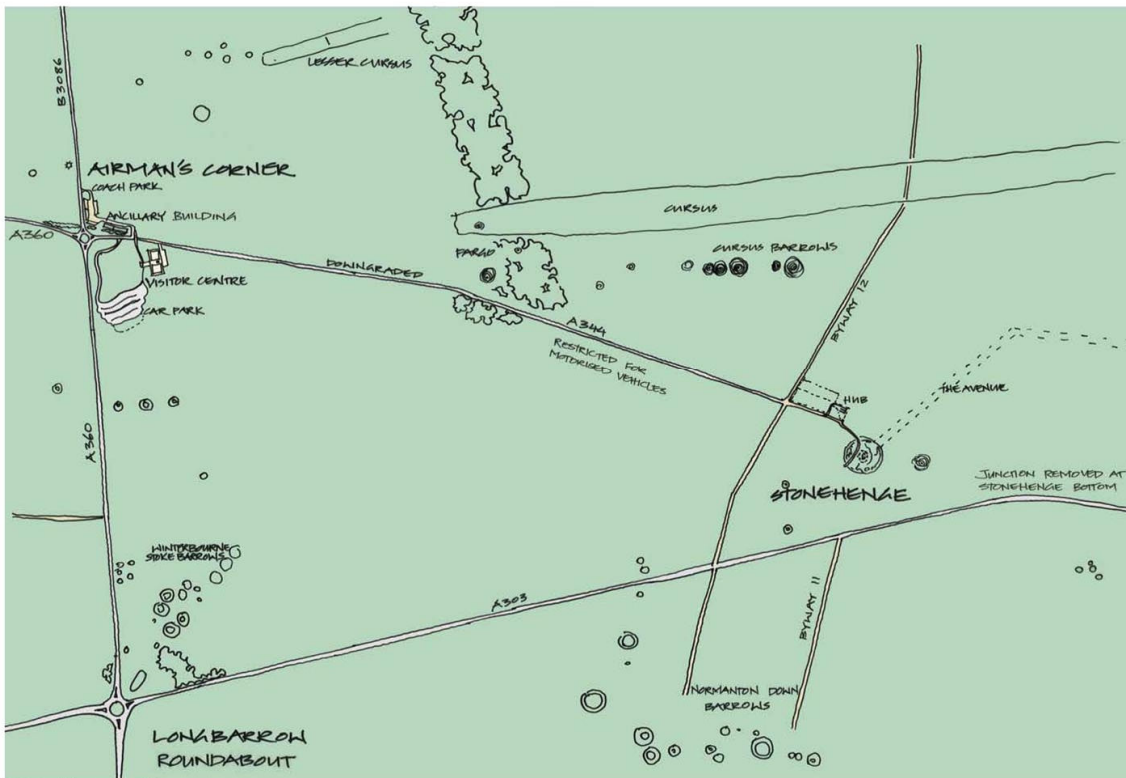 LESSER CURSUS
B3086
AIRMAN'S CORNER
COACH PARK
ANCILLARY BUILDING
A360
VISITOR CENTRE
CAR PARK
DOWNGRADED
FARGO
CURSUS
CURSUS BARROWS
A344
RESTRICTED FOR
MOTORISED VEHICLES
BYWAY 12
HUB
THE AVENUE
STONEHENGE
JUNCTION REMOVED AT
STONEHENGE BOTTOM
A360
WINTERBOURNE
STOKE BARROWS
A303
BYWAY 11
NORMANTON DOWN
BARROWS
LONGBARROW
ROUNDABOUT